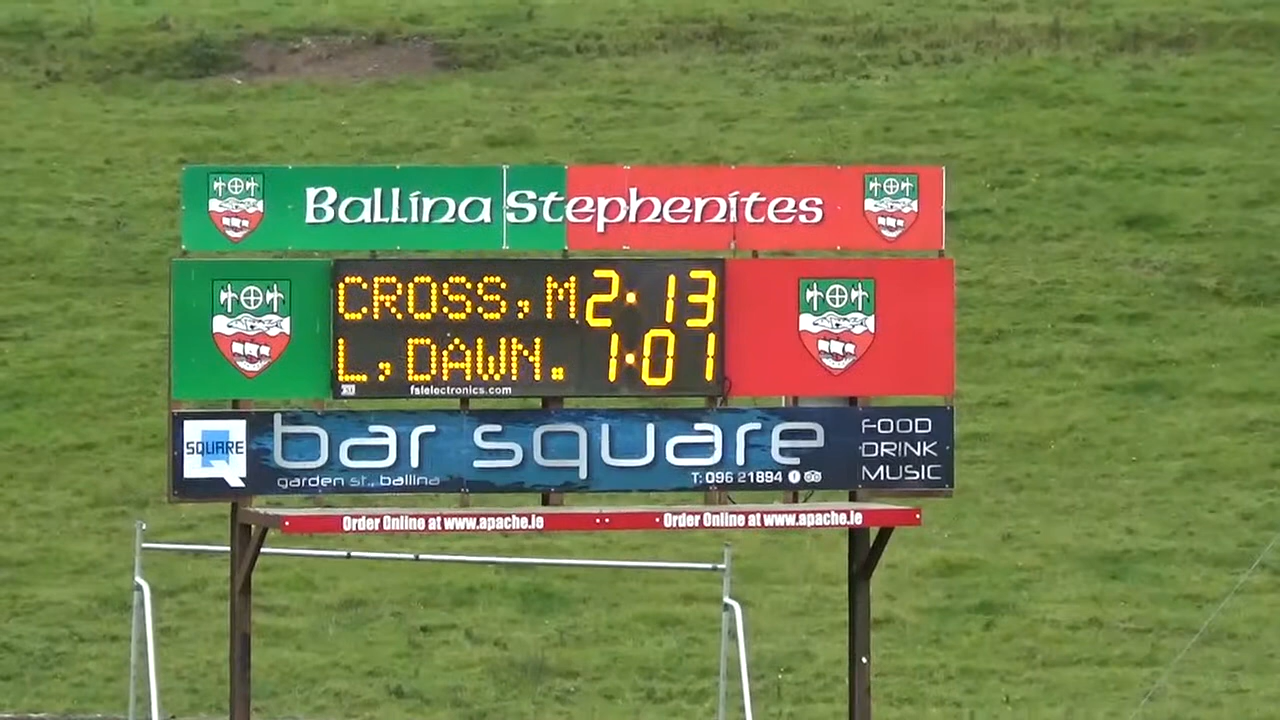 Ballina Stephenites
CROSS,M 2:13
L,DAWN. 1:01
fslelectronics.com
SQUARE
bar square
garden st., ballina
T: 096 21894
FOOD
DRINK
MUSIC
Order Online at www.apache.ie
Order Online at www.apache.ie